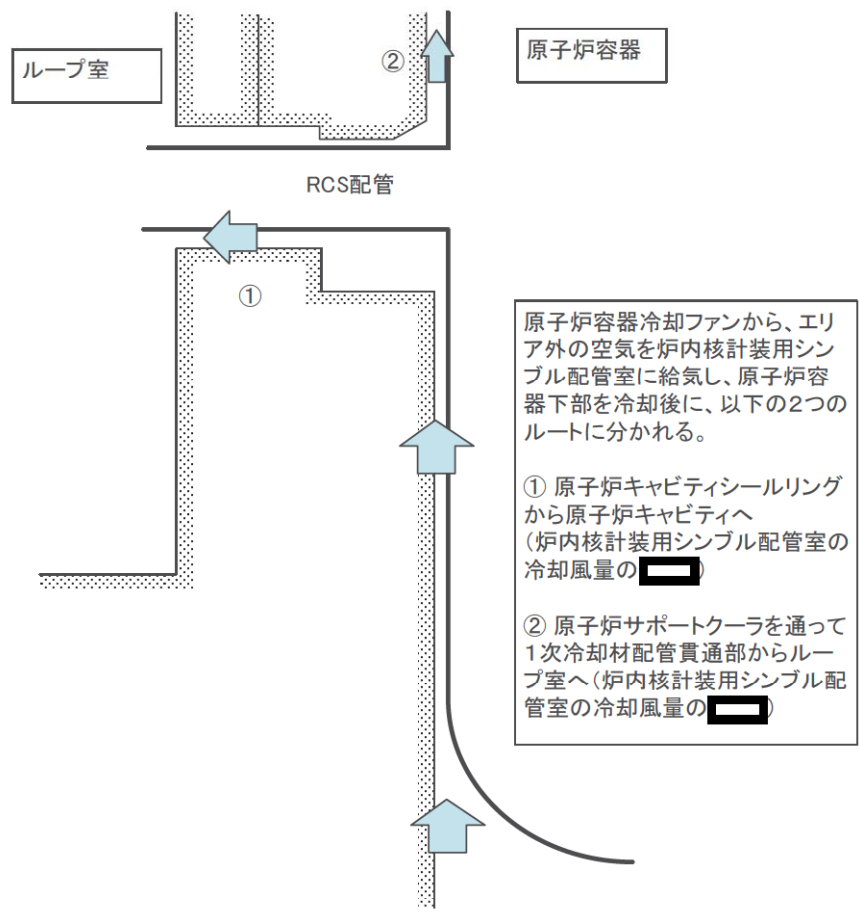 ループ室
②
原子炉容器
RCS配管
①
原子炉容器冷却ファンから、エリ
ア外の空気を炉内核計装用シン
ブル配管室に給気し、原子炉容
器下部を冷却後に、以下の2つの
ルートに分かれる。
① 原子炉キャビティシールリング
から原子炉キャビティへ
（炉内核計装用シンブル配管室の
冷却風量の）
② 原子炉サポートクーラを通って
1次冷却材配管貫通部からルー
プ室へ（炉内核計装用シンブル配
管室の冷却風量の）